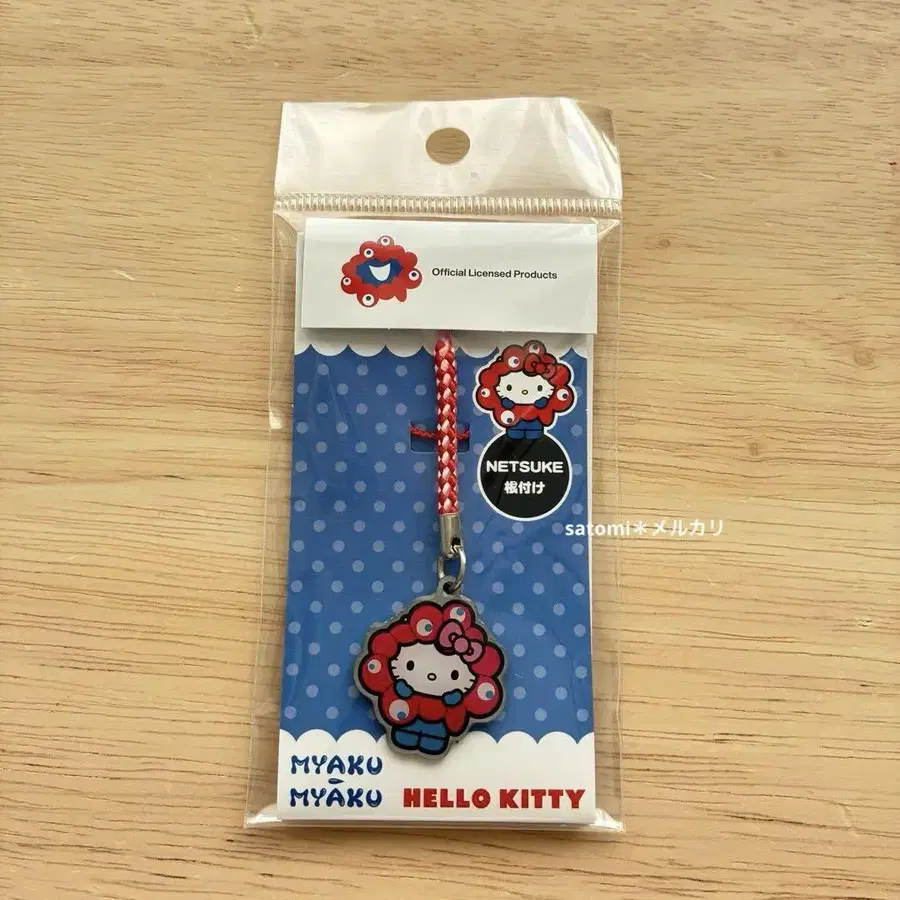 Official Licensed Products
NETSUKE
根付け
satomi＊メルカリ
MYAKU
-
MYAKU
HELLO KITTY